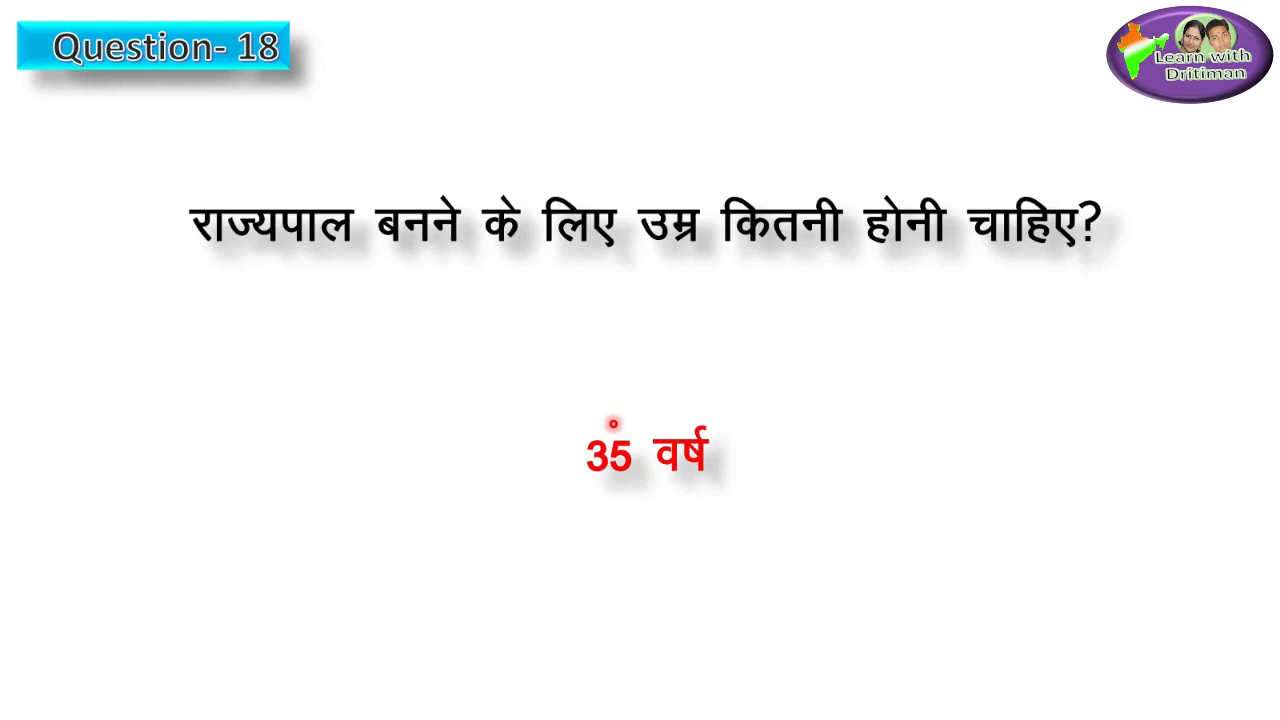 Question- 18
Learn with
Dritiman
राज्यपाल बनने के लिए उम्र कितनी होनी चाहिए?
35 वर्ष